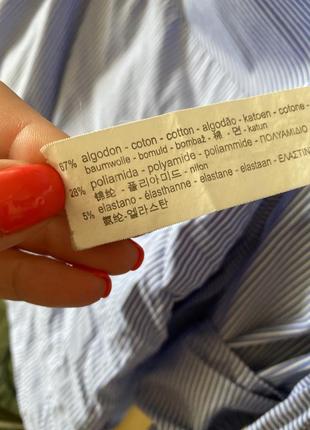 67% algodon - coton - cotton - algodão - katoen - cotone -
baumwolle - bomuld - bombaž - 棉 - 면 - katun
28% poliamida - polyamide - poliammide - ΠΟΛΥΑΜΙΔΙΟ
锦纶 - 폴리아미드 - nilon
5% elastano - élasthanne - elastane - elastaan - ΕΛΑΣΤΙΝ
氨纶 - 엘라스탄